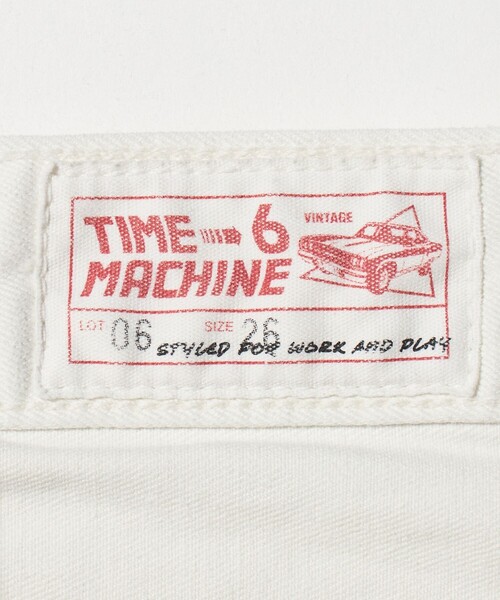 TIME 6 VINTAGE
MACHINE
LOT 06 SIZE 26
STYLED FOR WORK AND PLAY